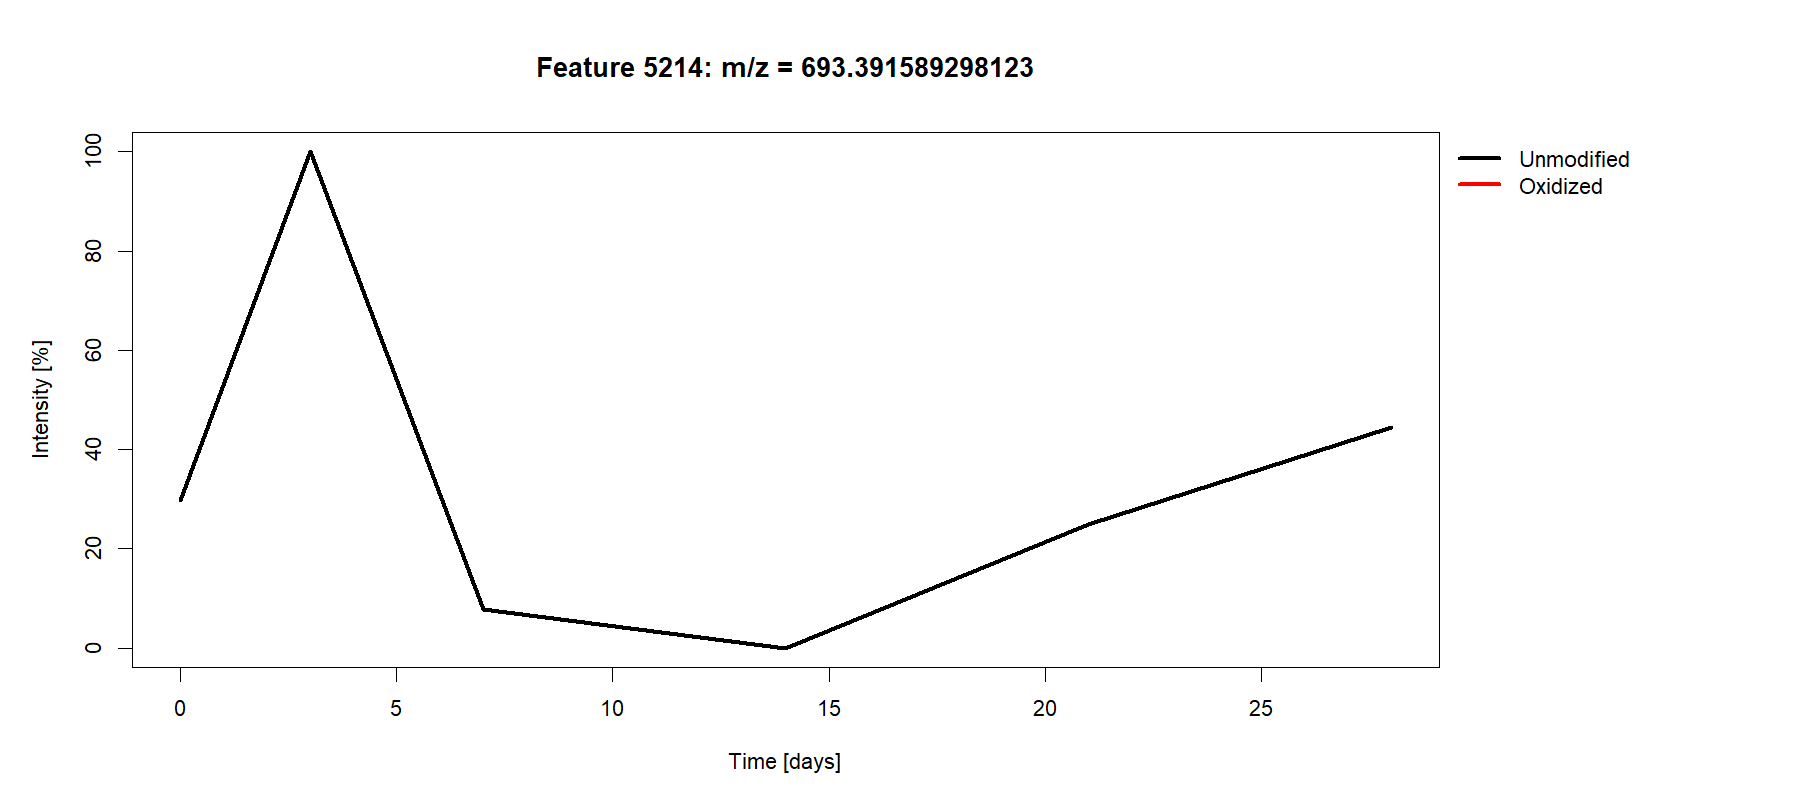 Feature 5214: m/z = 693.391589298123
Unmodified
Oxidized
Intensity [%]
100
80
60
40
20
0
0 5 10 15 20 25
Time [days]